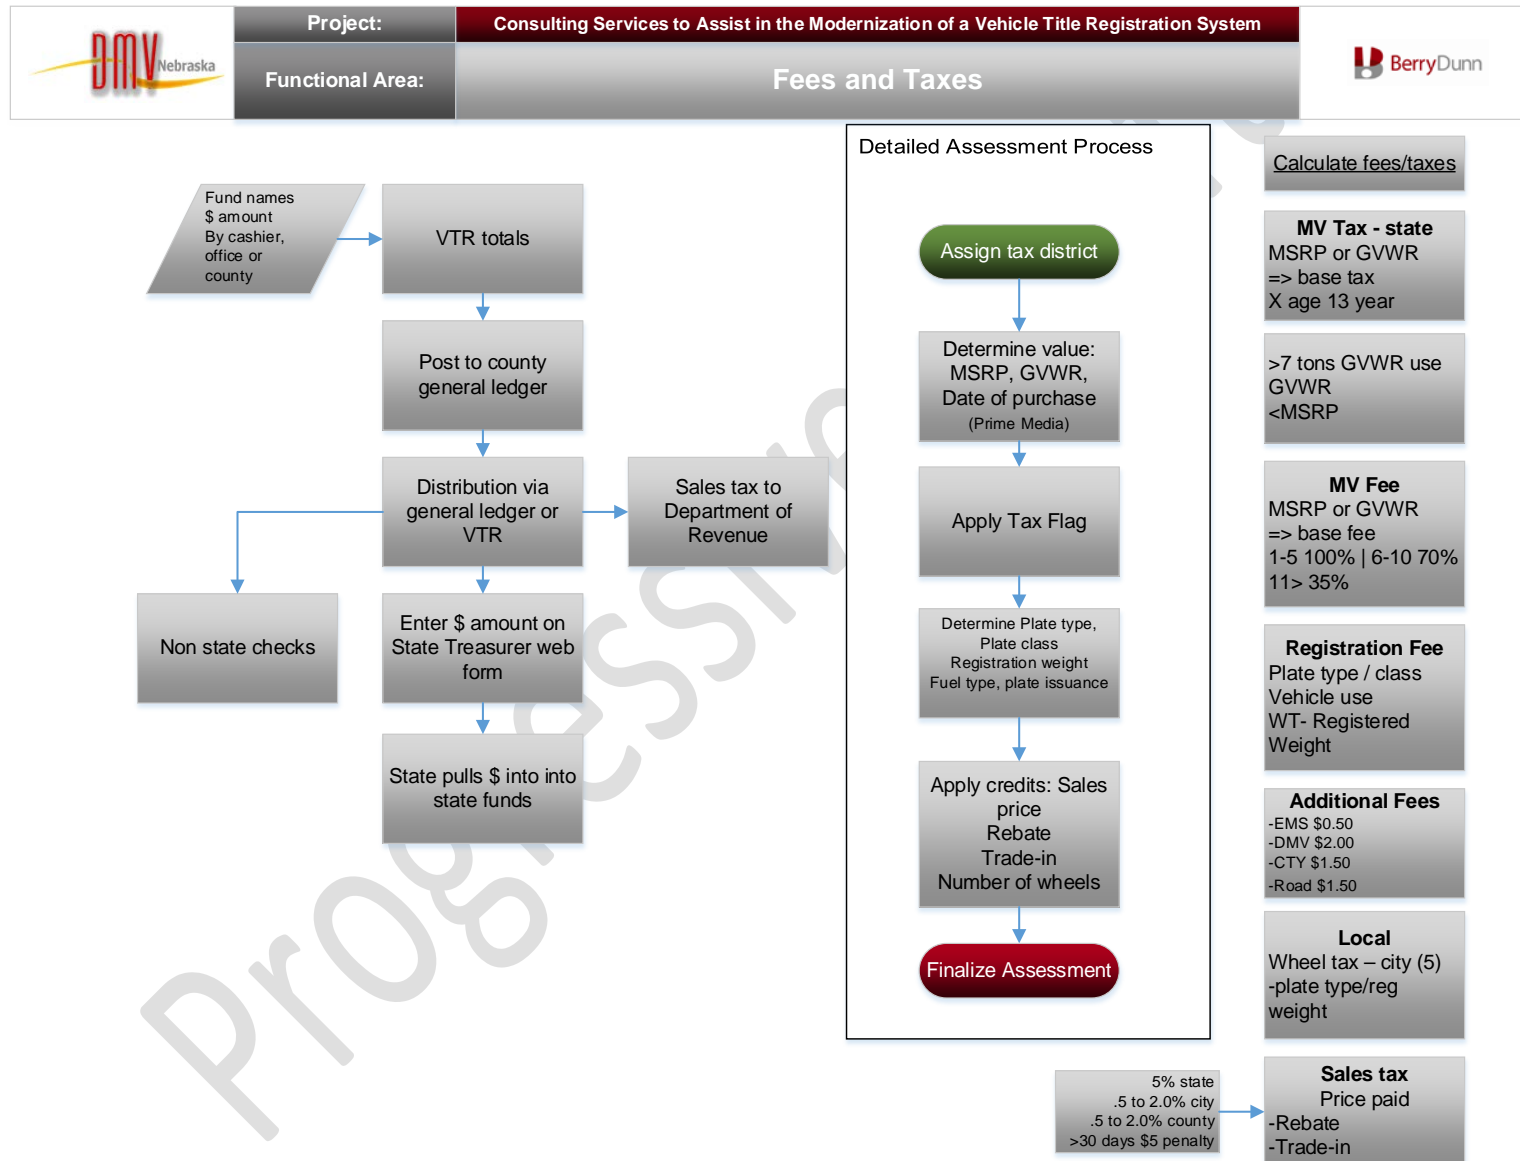 DMV Nebraska
Project:
Consulting Services to Assist in the Modernization of a Vehicle Title Registration System
Functional Area:
Fees and Taxes
BerryDunn
Fund names
$ amount
By cashier,
office or
county
VTR totals
Post to county
general ledger
Distribution via
general ledger or
VTR
Sales tax to
Department of
Revenue
Non state checks
Enter $ amount on
State Treasurer web
form
State pulls $ into into
state funds
Detailed Assessment Process
Assign tax district
Determine value:
MSRP, GVWR,
Date of purchase
(Prime Media)
Apply Tax Flag
Determine Plate type,
Plate class
Registration weight
Fuel type, plate issuance
Apply credits: Sales
price
Rebate
Trade-in
Number of wheels
Finalize Assessment
Calculate fees/taxes
MV Tax - state
MSRP or GVWR
=> base tax
X age 13 year
>7 tons GVWR use
GVWR
<MSRP
MV Fee
MSRP or GVWR
=> base fee
1-5 100% | 6-10 70%
11> 35%
Registration Fee
Plate type / class
Vehicle use
WT- Registered
Weight
Additional Fees
-EMS $0.50
-DMV $2.00
-CTY $1.50
-Road $1.50
Local
Wheel tax – city (5)
-plate type/reg
weight
5% state
.5 to 2.0% city
.5 to 2.0% county
>30 days $5 penalty
Sales tax
Price paid
-Rebate
-Trade-in